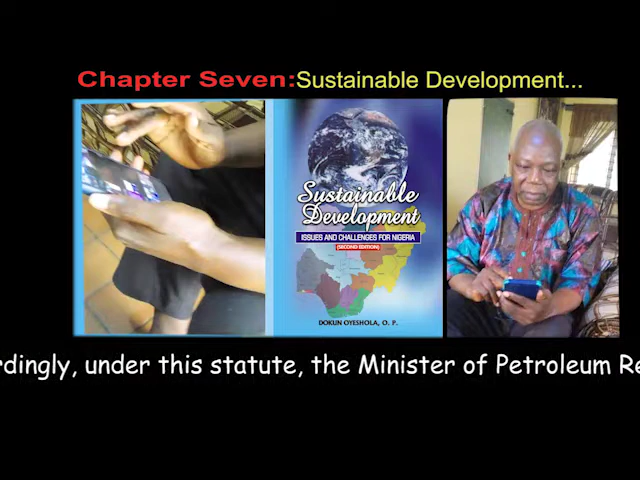 Chapter Seven:Sustainable Development...
Sustainable
Development
ISSUES AND CHALLENGES FOR NIGERIA
(SECOND EDITION)
DOKUN OYESHOLA, O. P.
rdingly, under this statute, the Minister of Petroleum Re